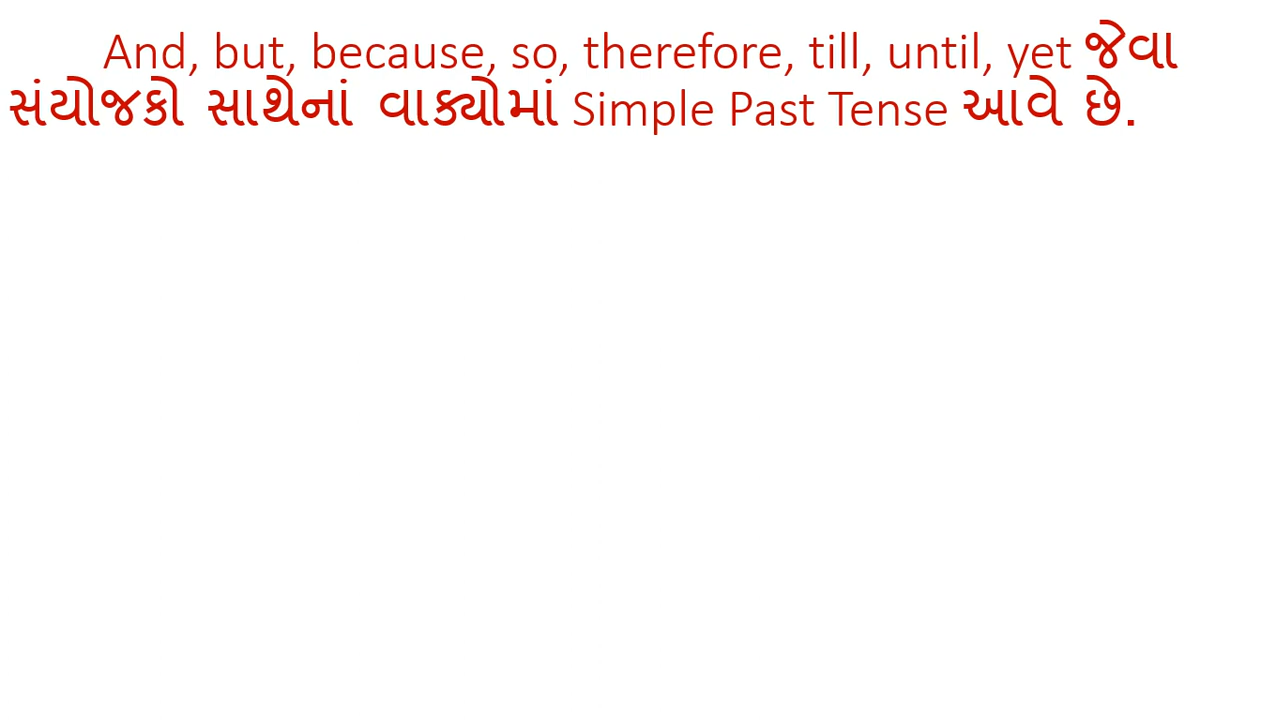 And, but, because, so, therefore, till, until, yet જેવા
સંયોજકો સાથેનાં વાક્યોમાં Simple Past Tense આવે છે.